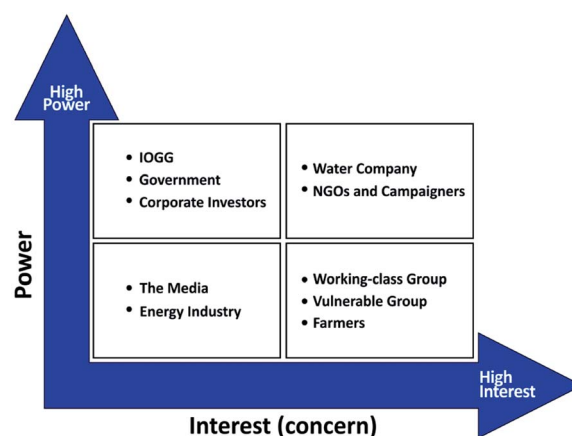 High
Power
• IOGG
• Government
• Corporate Investors
• Water Company
• NGOs and Campaigners
Power
• The Media
• Energy Industry
• Working-class Group
• Vulnerable Group
• Farmers
High
Interest
Interest (concern)